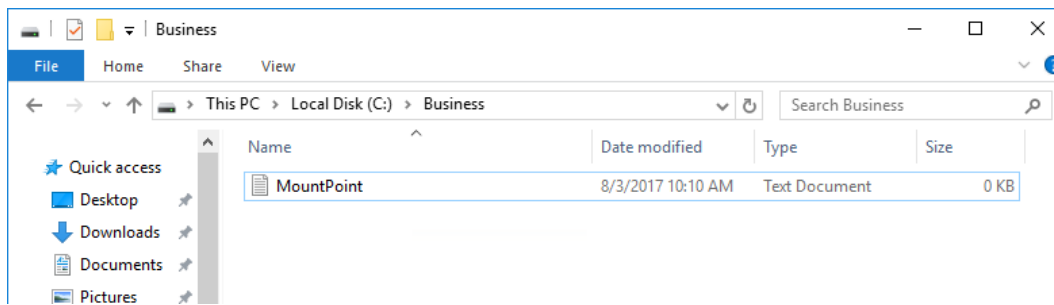 Business
File Home Share View
This PC > Local Disk (C:) > Business Search Business
Name Date modified Type Size
Quick access
MountPoint 8/3/2017 10:10 AM Text Document 0 KB
Desktop
Downloads
Documents
Pictures